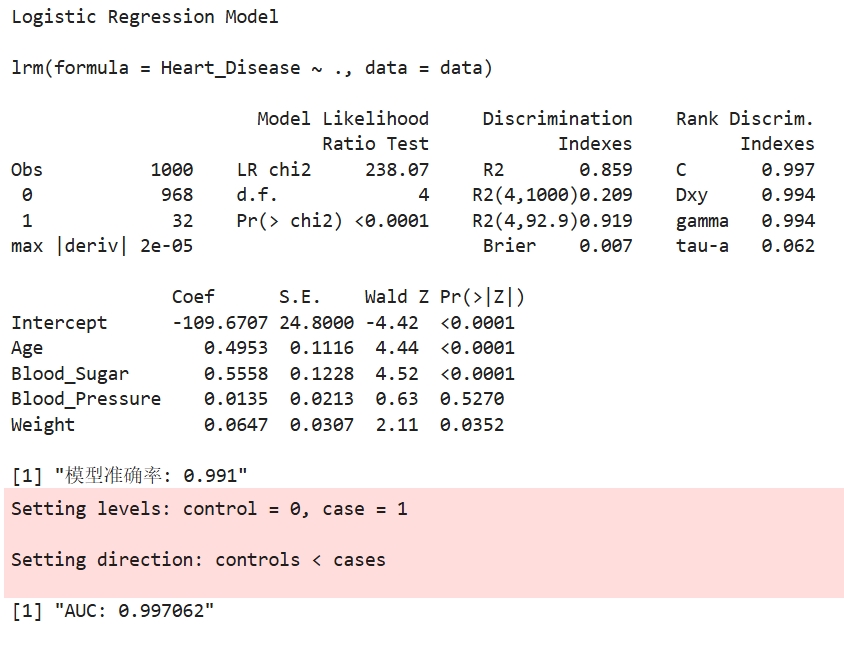 Logistic Regression Model
lrm(formula = Heart_Disease ~ ., data = data)
Model Likelihood Discrimination Rank Discrim.
Ratio Test Indexes Indexes
Obs 1000 LR chi2 238.07 R2 0.859 C 0.997
0 968 d.f. 4 R2(4,1000)0.209 Dxy 0.994
1 32 Pr(> chi2) <0.0001 R2(4,92.9)0.919 gamma 0.994
max |deriv| 2e-05 Brier 0.007 tau-a 0.062
Coef S.E. Wald Z Pr(>|Z|)
Intercept -109.6707 24.8000 -4.42 <0.0001
Age 0.4953 0.1116 4.44 <0.0001
Blood_Sugar 0.5558 0.1228 4.52 <0.0001
Blood_Pressure 0.0135 0.0213 0.63 0.5270
Weight 0.0647 0.0307 2.11 0.0352
[1] "模型准确率: 0.991"
Setting levels: control = 0, case = 1
Setting direction: controls < cases
[1] "AUC: 0.997062"